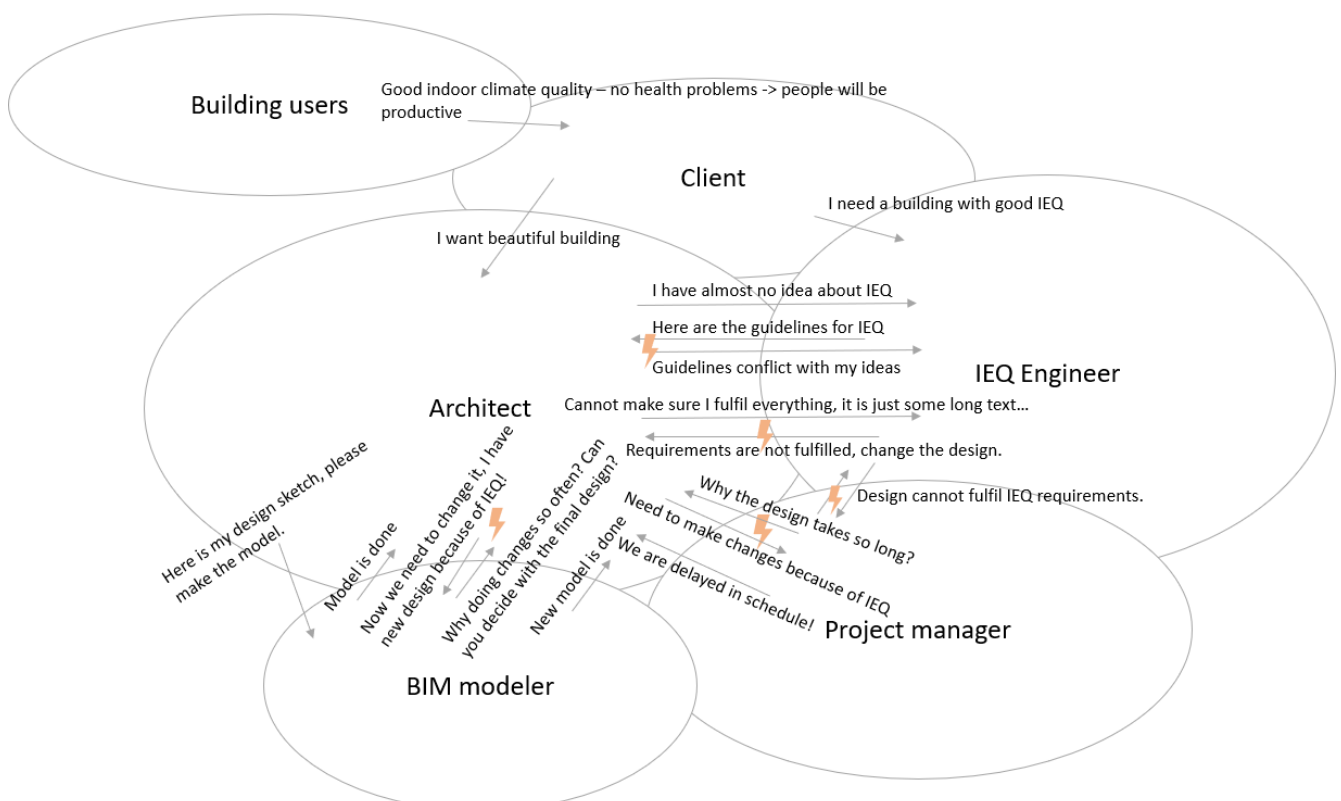 Building users
Good indoor climate quality – no health problems -> people will be
productive
Client
I need a building with good IEQ
I want beautiful building
I have almost no idea about IEQ
Here are the guidelines for IEQ
Guidelines conflict with my ideas
IEQ Engineer
Architect
Cannot make sure I fulfil everything, it is just some long text…
Requirements are not fulfilled, change the design.
Design cannot fulfil IEQ requirements.
Why the design takes so long?
Need to make changes because of IEQ
We are delayed in schedule!
Project manager
Here is my design sketch, please
make the model.
Model is done
Now we need to change it, I have
new design because of IEQ!
Why doing changes so often? Can
you decide with the final design?
New model is done
BIM modeler